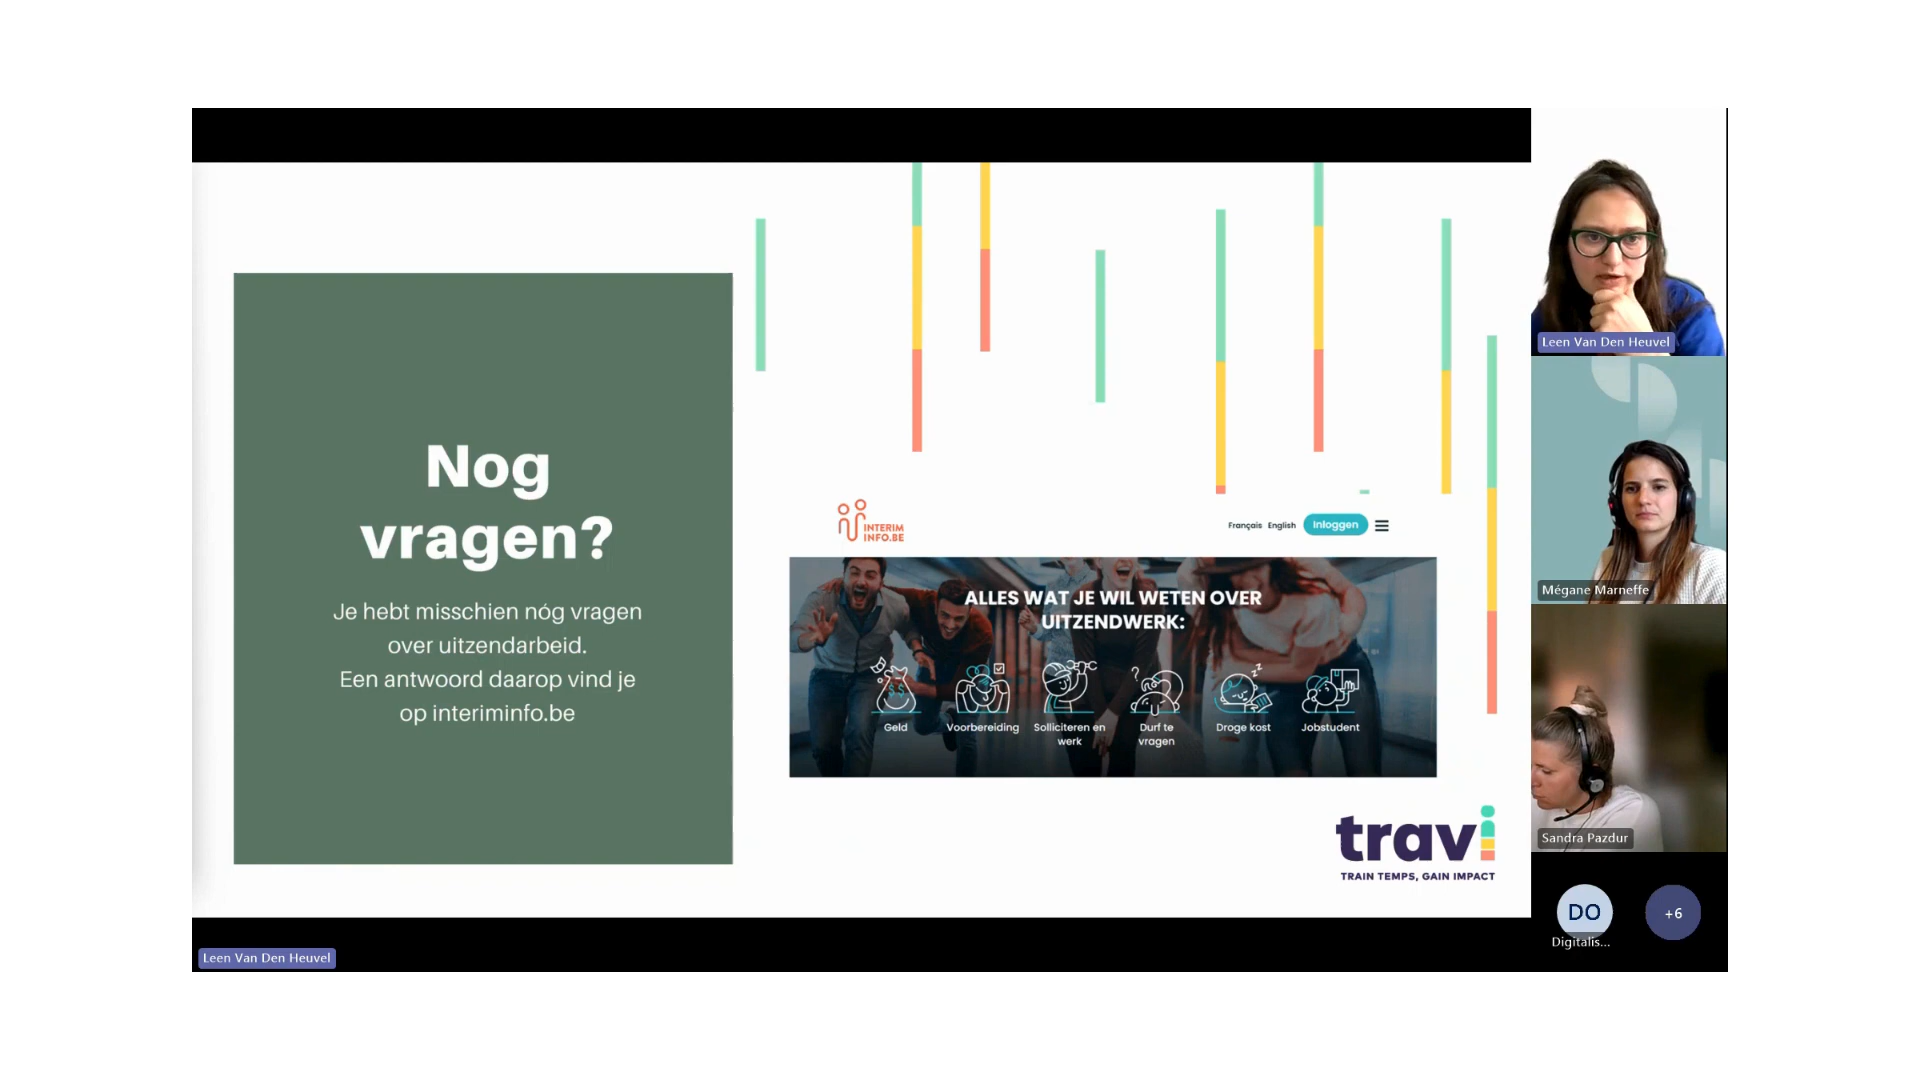 Nog
vragen?
Je hebt misschien nóg vragen
over uitzendarbeid.
Een antwoord daarop vind je
op interiminfo.be
INTERIM
INFO.BE
Français English Inloggen
ALLES WAT JE WIL WETEN OVER
UITZENDWERK:
Geld
Voorbereiding
Solliciteren en
werk
Durf te
vragen
Droge kost
Jobstudent
travi
TRAIN TEMPS, GAIN IMPACT
Leen Van Den Heuvel
Leen Van Den Heuvel
Mégane Marneffe
Sandra Pazdur
DO
Digitalis...
+6